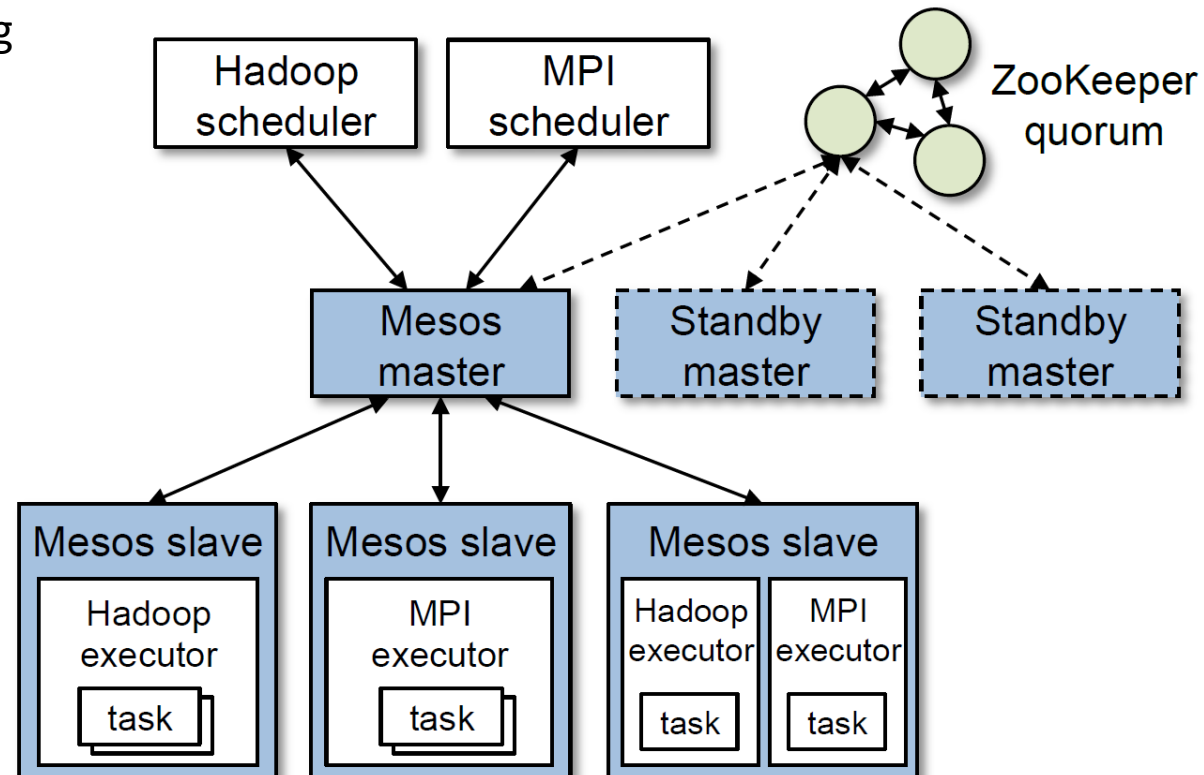 g
Hadoop
scheduler
MPI
scheduler
ZooKeeper
quorum
Mesos
master
Standby
master
Standby
master
Mesos slave
Hadoop
executor
task
Mesos slave
MPI
executor
task
Mesos slave
Hadoop
executor
task
MPI
executor
task